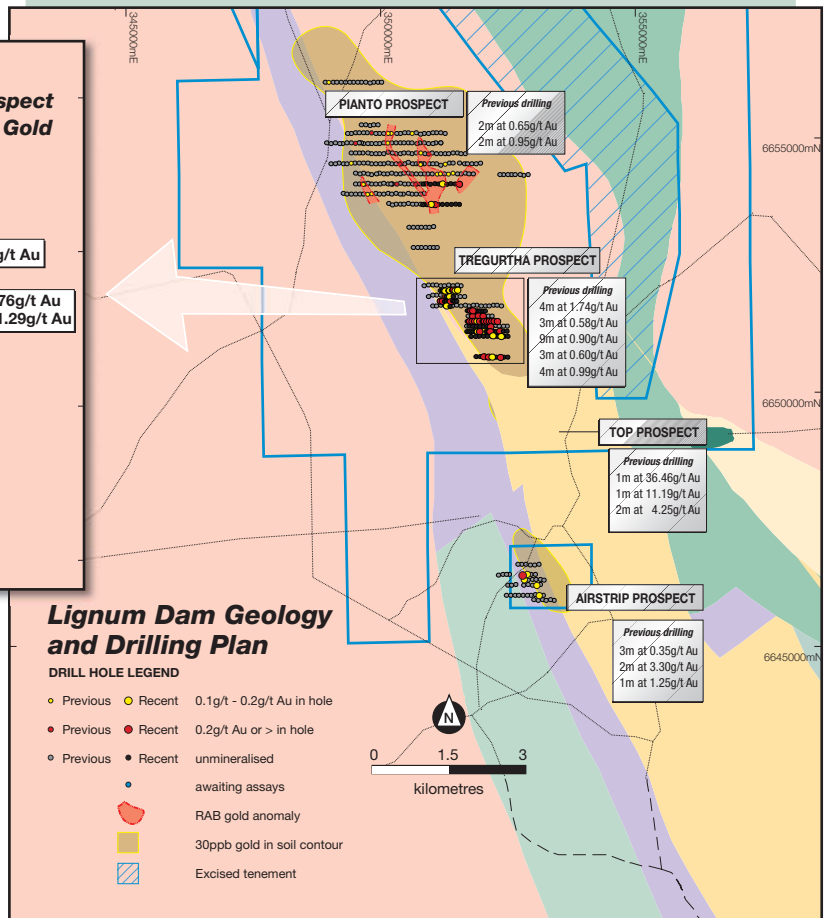 345000mE
350000mE
355000mE
6655000mN
6650000mN
6645000mN
spect
Gold
g/t Au
76g/t Au
1.29g/t Au
PIANTO PROSPECT
Previous drilling
2m at 0.65g/t Au
2m at 0.95g/t Au
TREGURTHA PROSPECT
Previous drilling
4m at 1.74g/t Au
3m at 0.58g/t Au
9m at 0.90g/t Au
3m at 0.60g/t Au
4m at 0.99g/t Au
TOP PROSPECT
Previous drilling
1m at 36.46g/t Au
1m at 11.19g/t Au
2m at 4.25g/t Au
AIRSTRIP PROSPECT
Previous drilling
3m at 0.35g/t Au
2m at 3.30g/t Au
1m at 1.25g/t Au
Lignum Dam Geology
and Drilling Plan
DRILL HOLE LEGEND
Previous Recent 0.1g/t - 0.2g/t Au in hole
Previous Recent 0.2g/t Au or > in hole
Previous Recent unmineralised
awaiting assays
RAB gold anomaly
30ppb gold in soil contour
Excised tenement
N
0 1.5 3
kilometres